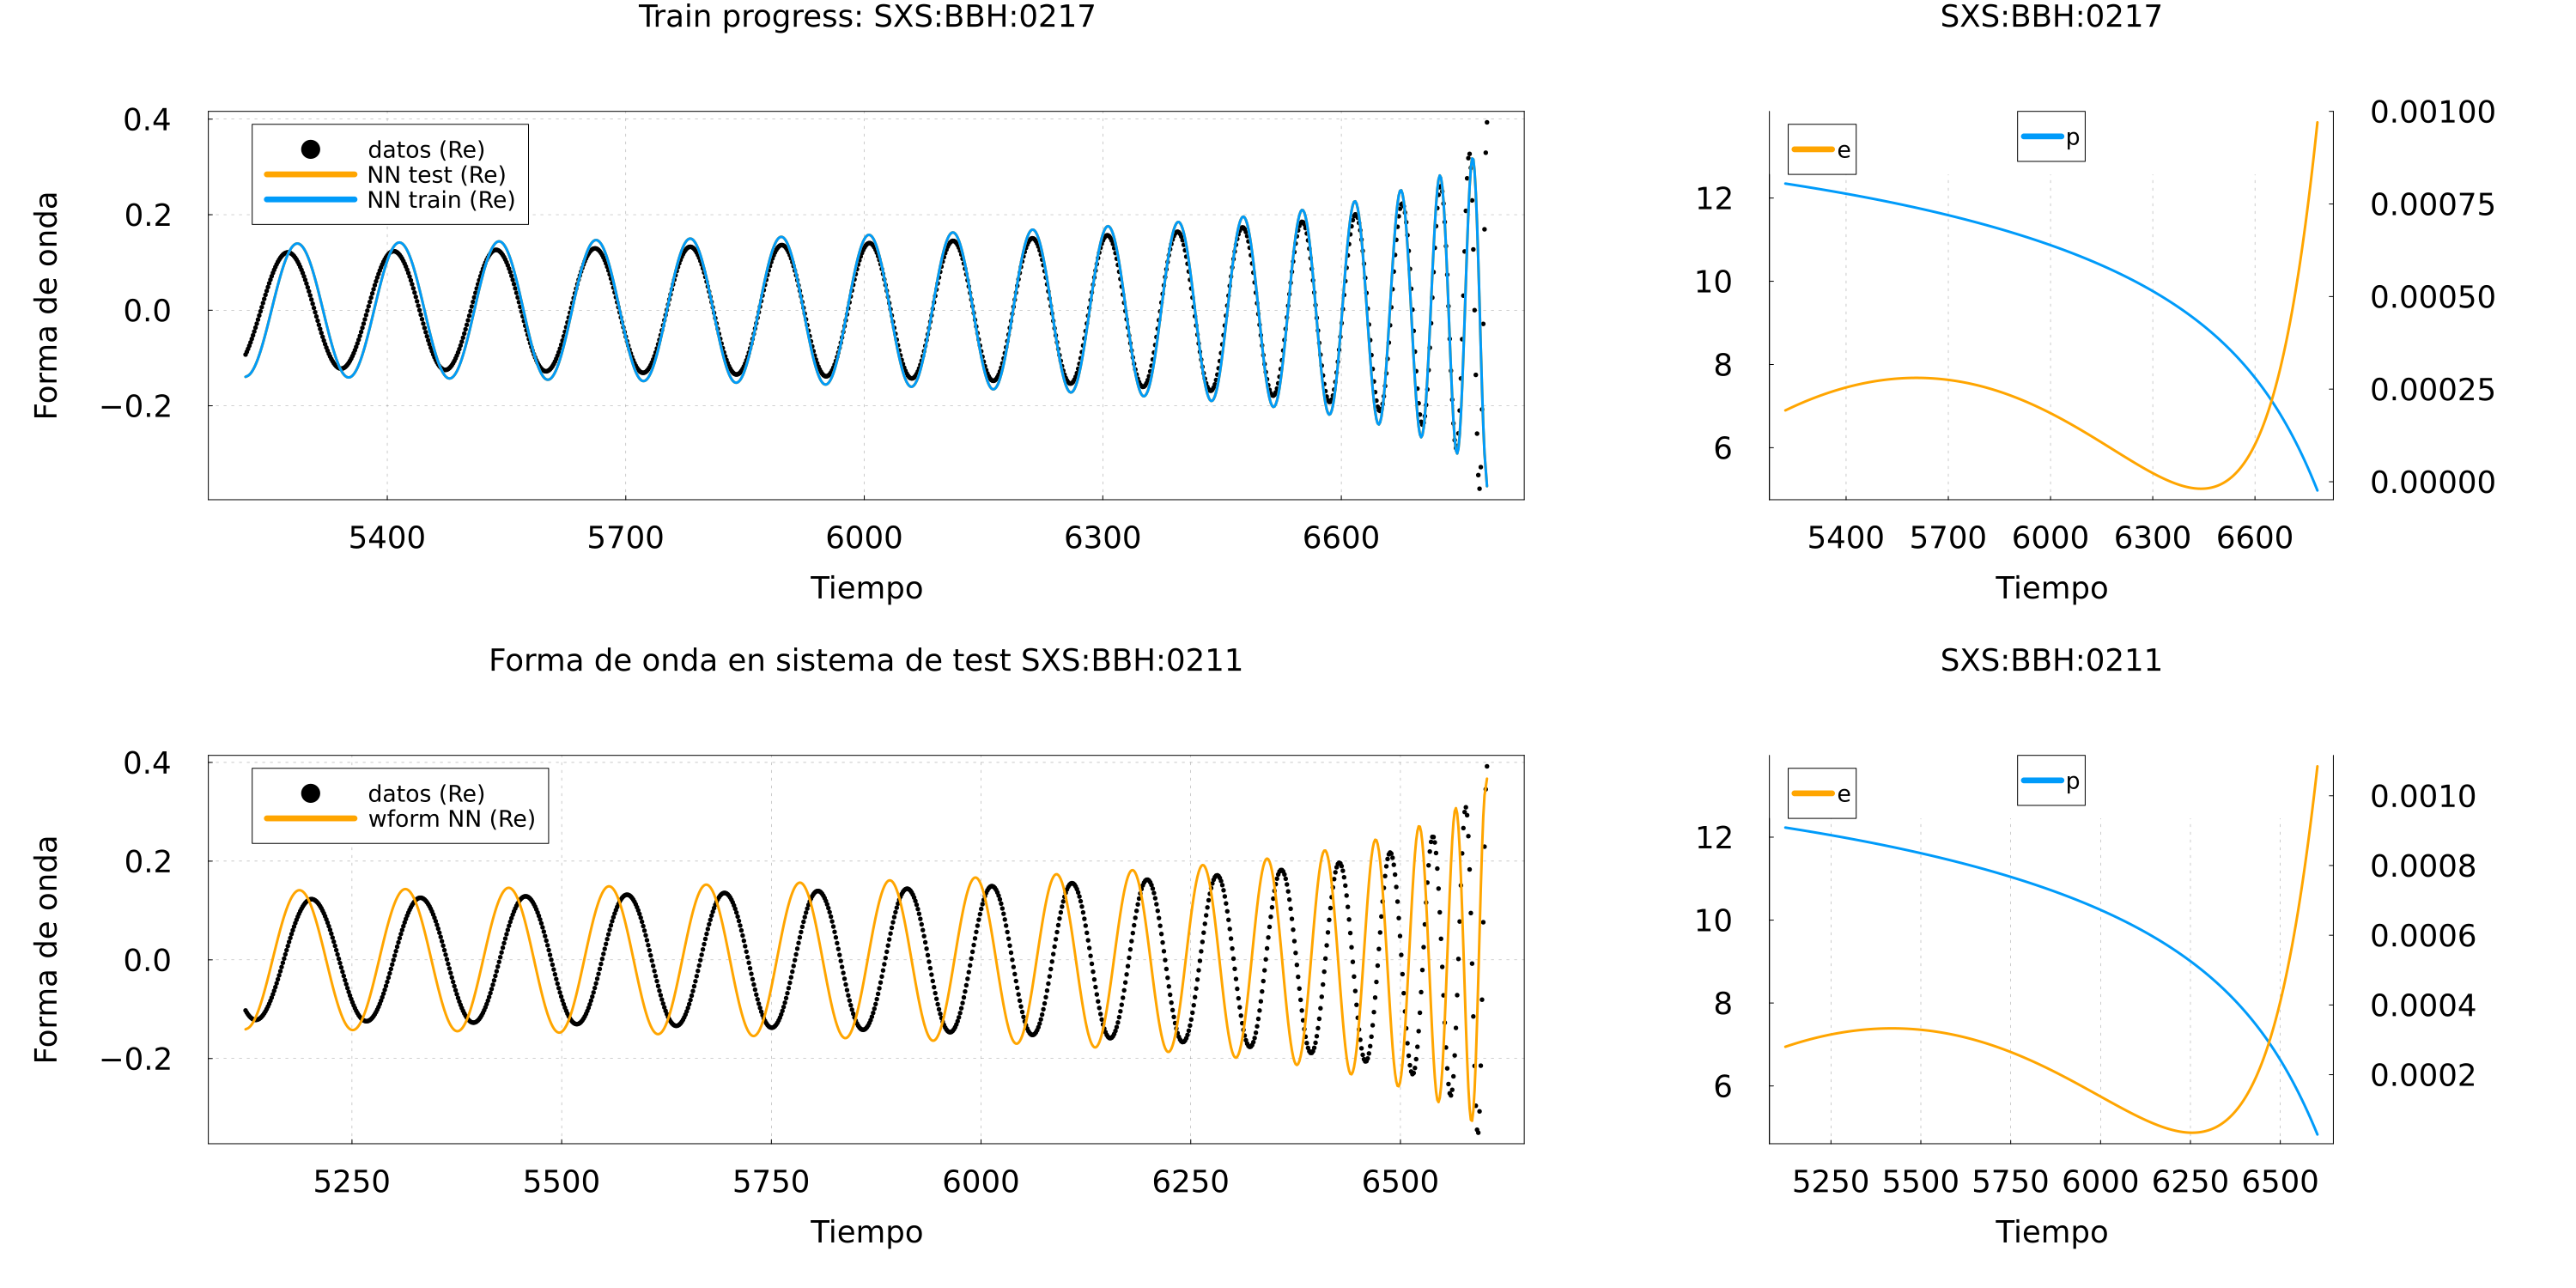 Train progress: SXS:BBH:0217
Forma de onda
0.4
0.2
0.0
−0.2
datos (Re)
NN test (Re)
NN train (Re)
5400 5700 6000 6300 6600
Tiempo
SXS:BBH:0217
e
p
12
10
8
6
0.00100
0.00075
0.00050
0.00025
0.00000
5400 5700 6000 6300 6600
Tiempo
Forma de onda en sistema de test SXS:BBH:0211
Forma de onda
0.4
0.2
0.0
−0.2
datos (Re)
wform NN (Re)
5250 5500 5750 6000 6250 6500
Tiempo
SXS:BBH:0211
e
p
12
10
8
6
0.0010
0.0008
0.0006
0.0004
0.0002
5250 5500 5750 6000 6250 6500
Tiempo